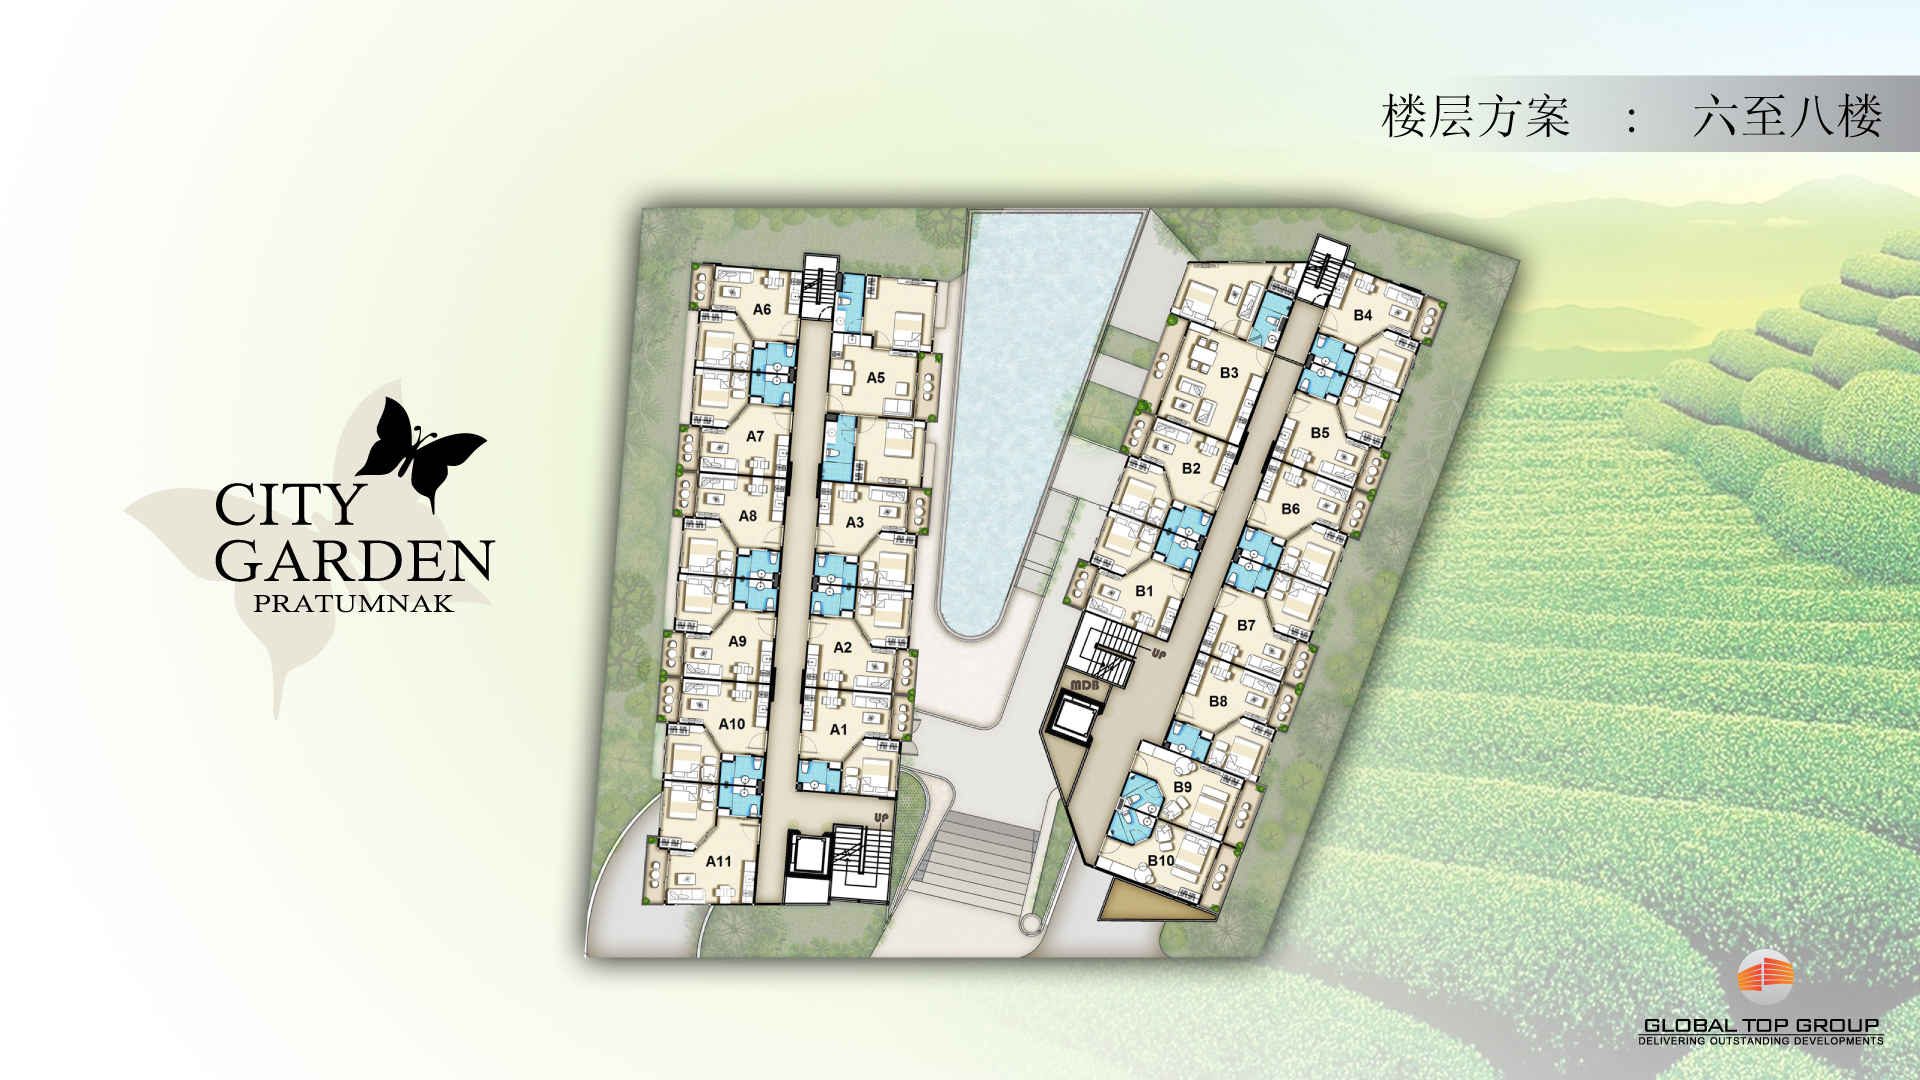 楼层方案 : 六至八楼
CITY
GARDEN
PRATUMNAK
A6
A5
A7
A8
A3
A9
A2
A10
A1
UP
A11
B4
B3
B5
B2
B6
B1
B7
UP
MDB
B8
B9
B10
GLOBAL TOP GROUP
DELIVERING OUTSTANDING DEVELOPMENTS